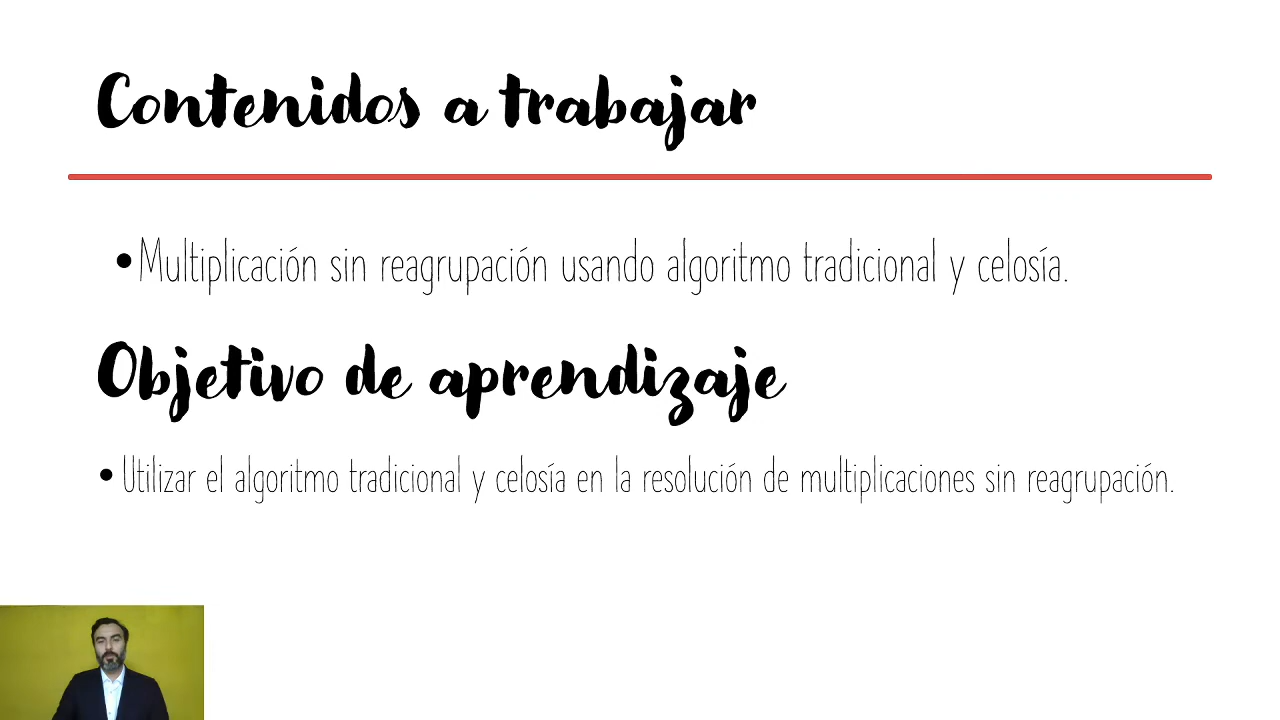 Contenidos a trabajar
•Multiplicación sin reagrupación usando algoritmo tradicional y celosía.
Objetivo de aprendizaje
• Utilizar el algoritmo tradicional y celosía en la resolución de multiplicaciones sin reagrupación.